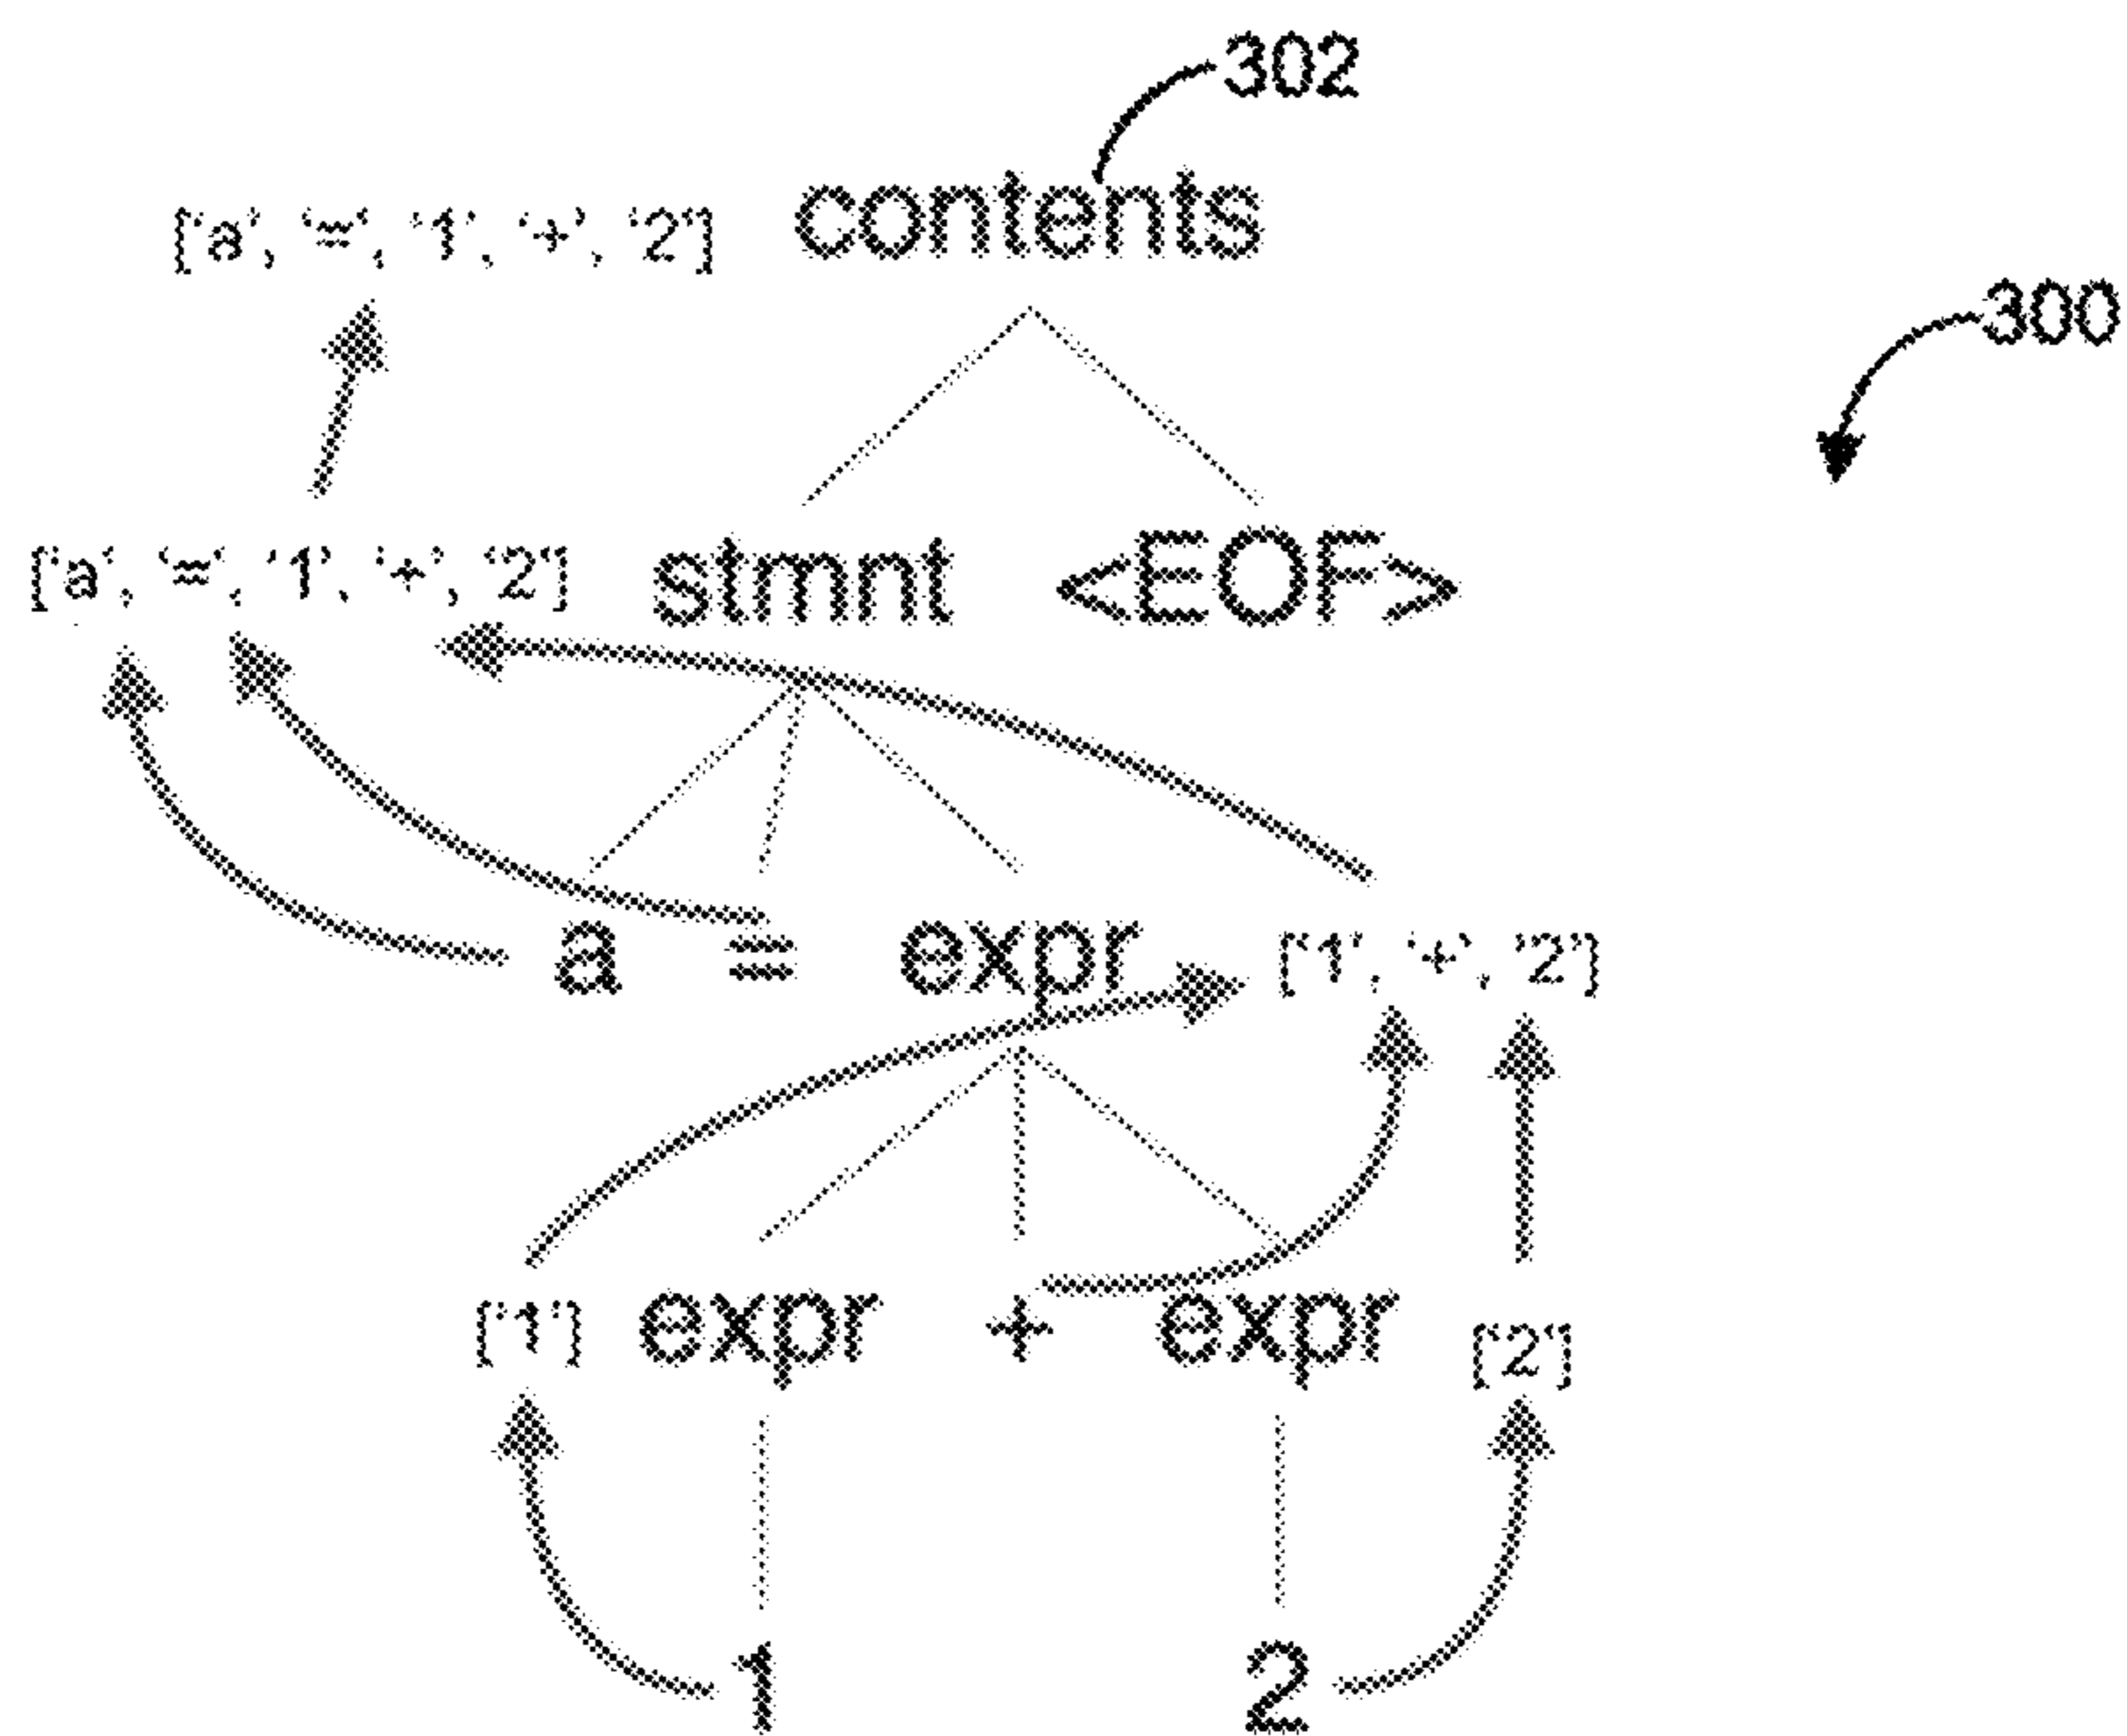 302
['a', '=', '1', '+', '2'] contents
300
['a', '=', '1', '+', '2'] stmnt <EOF>
a = expr ['1', '+', '2']
['1'] expr + expr ['2']
1 2